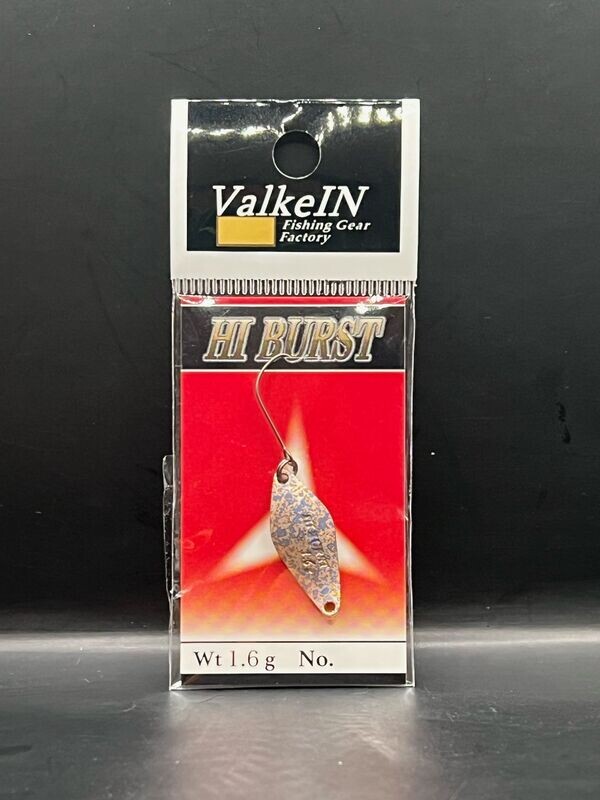 ValkeIN
Fishing Gear
Factory
HI BURST
Wt 1.6 g No.